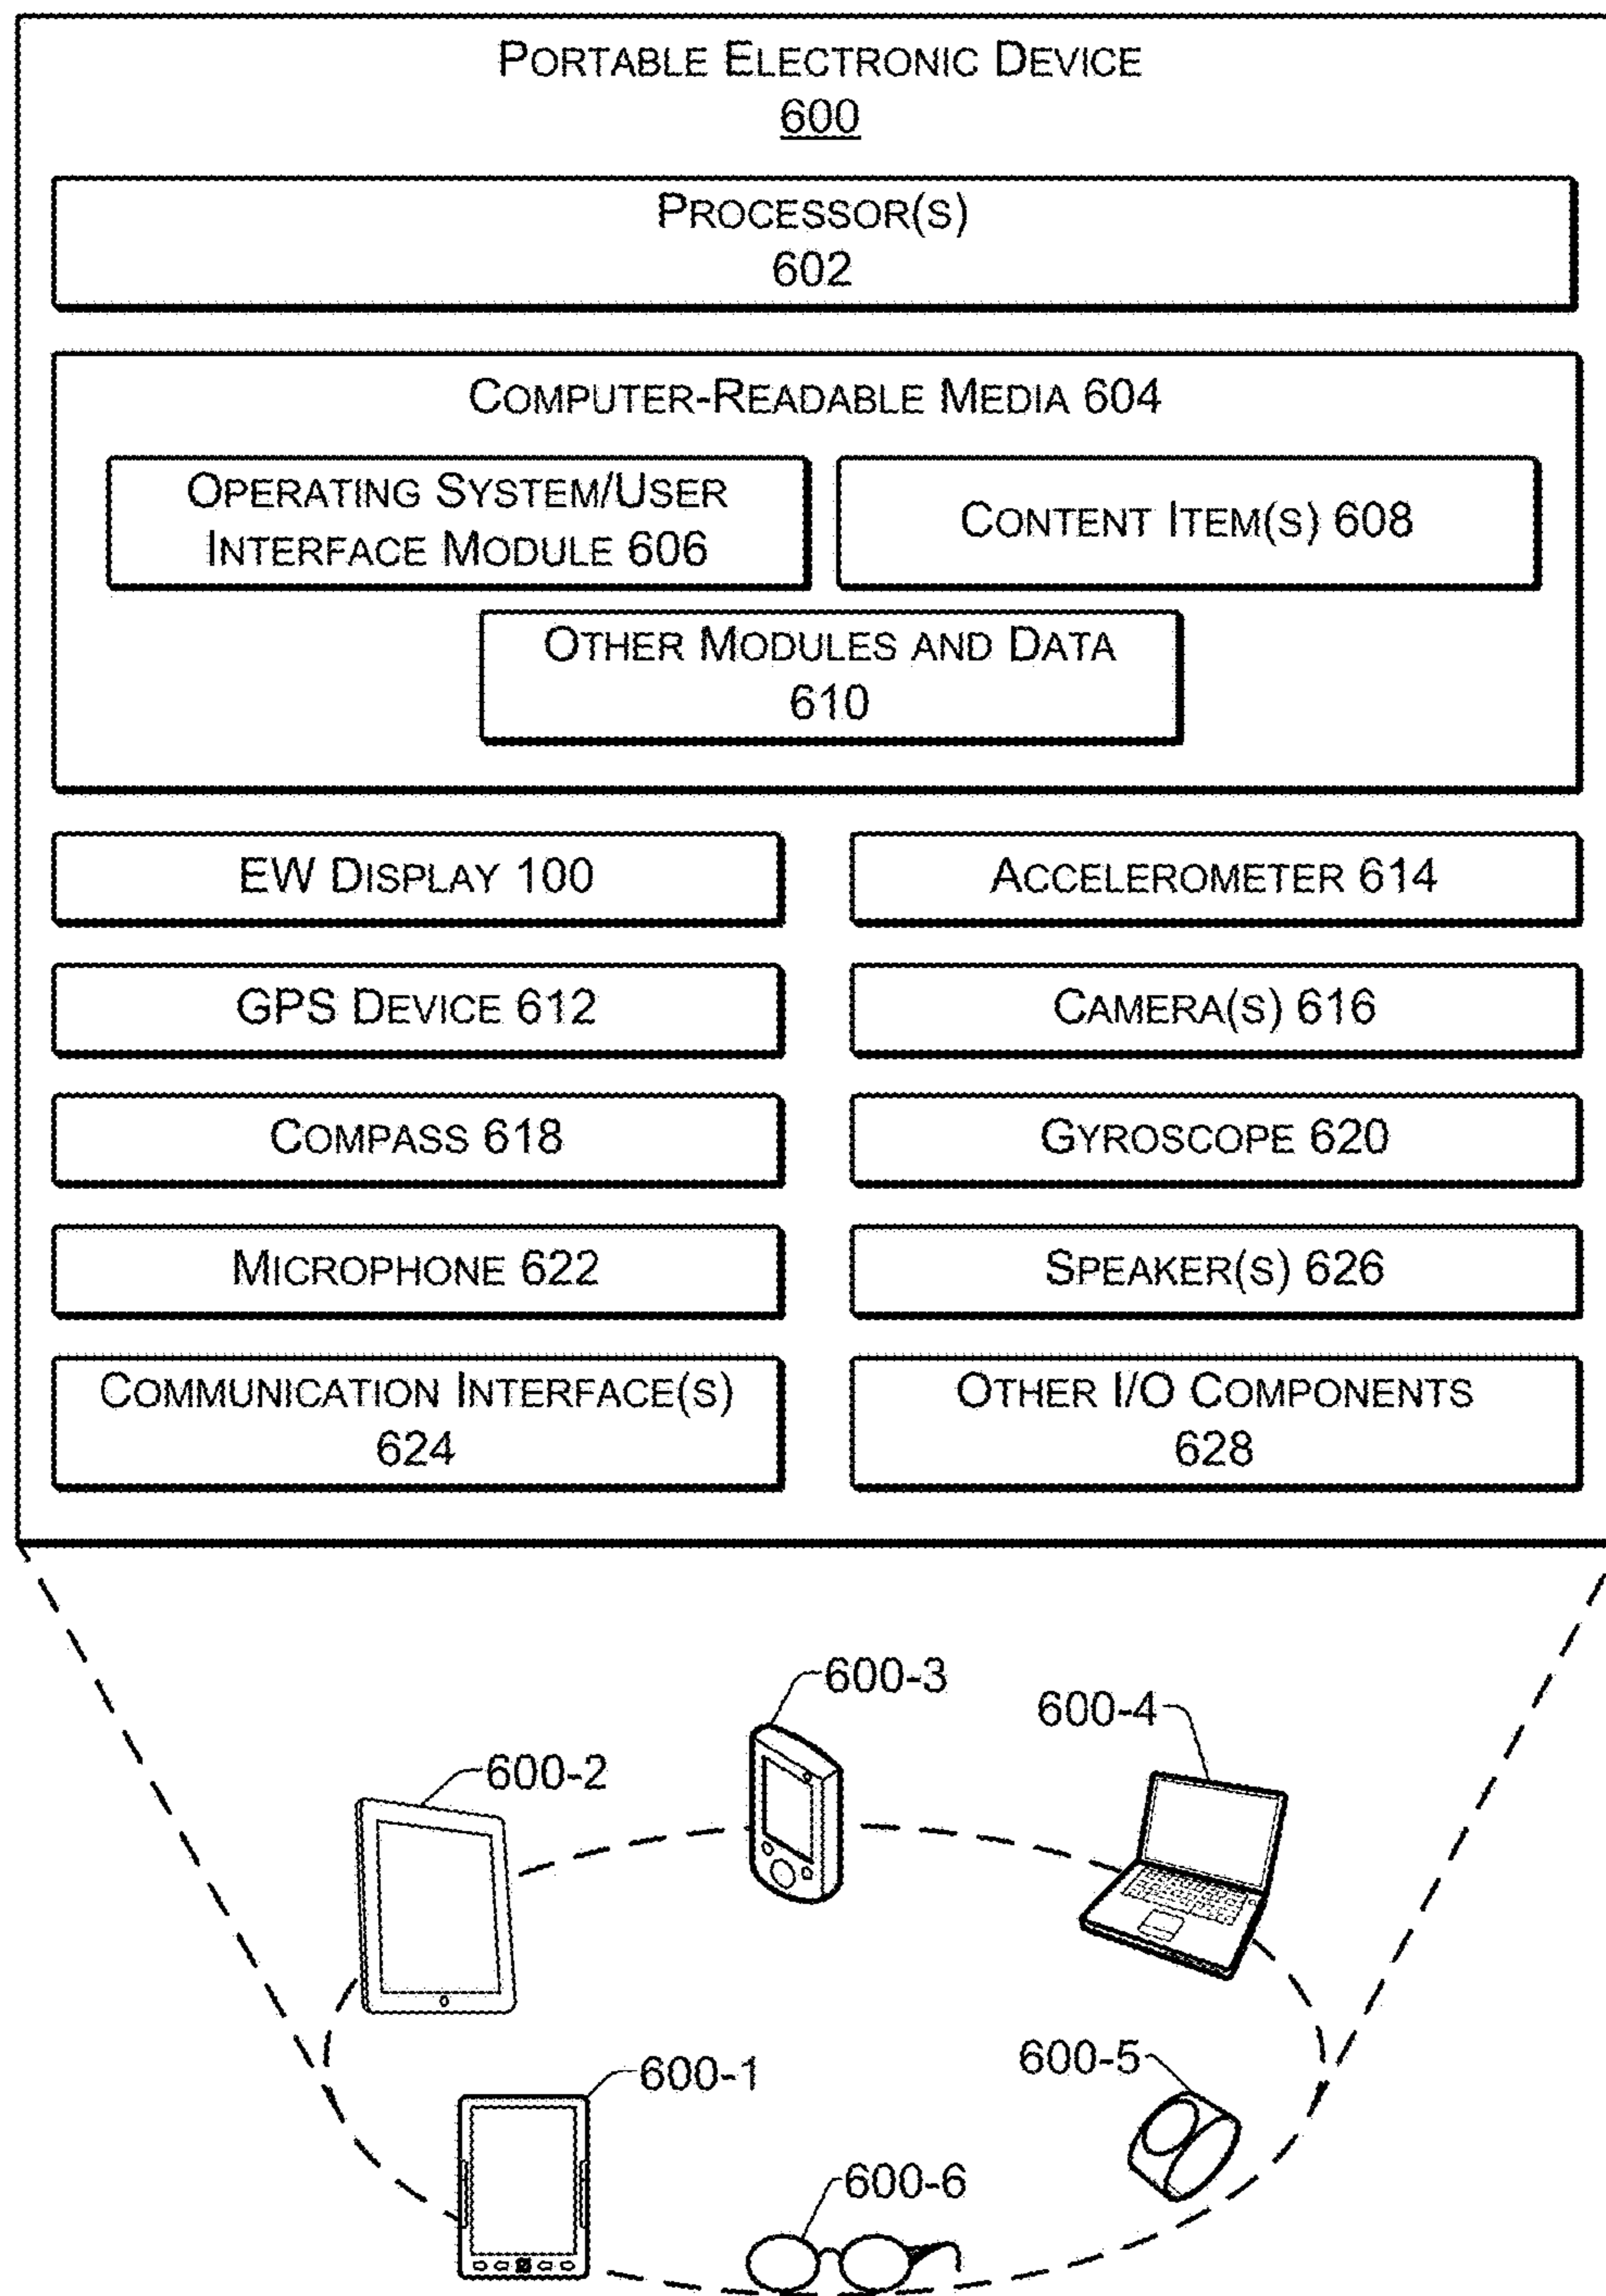 PORTABLE ELECTRONIC DEVICE
600
PROCESSOR(S)
602
COMPUTER-READABLE MEDIA 604
OPERATING SYSTEM/USER
INTERFACE MODULE 606
CONTENT ITEM(S) 608
OTHER MODULES AND DATA
610
EW DISPLAY 100
ACCELEROMETER 614
GPS DEVICE 612
CAMERA(S) 616
COMPASS 618
GYROSCOPE 620
MICROPHONE 622
SPEAKER(S) 626
COMMUNICATION INTERFACE(S)
624
OTHER I/O COMPONENTS
628
600-3
600-4
600-2
600-1
600-5
600-6